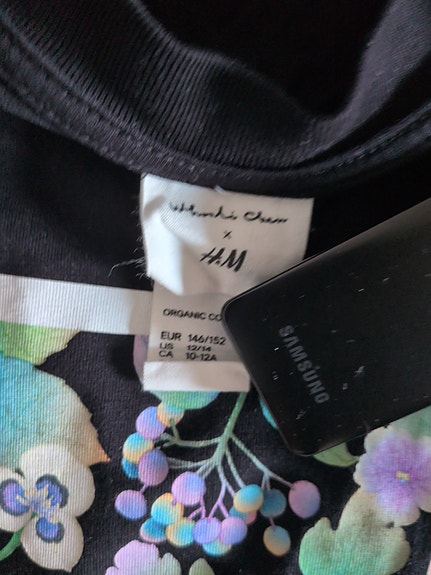 ×
H&M
ORGANIC CO
EUR 146/152
US 12/14
CA 10-12A
SAMSUNG